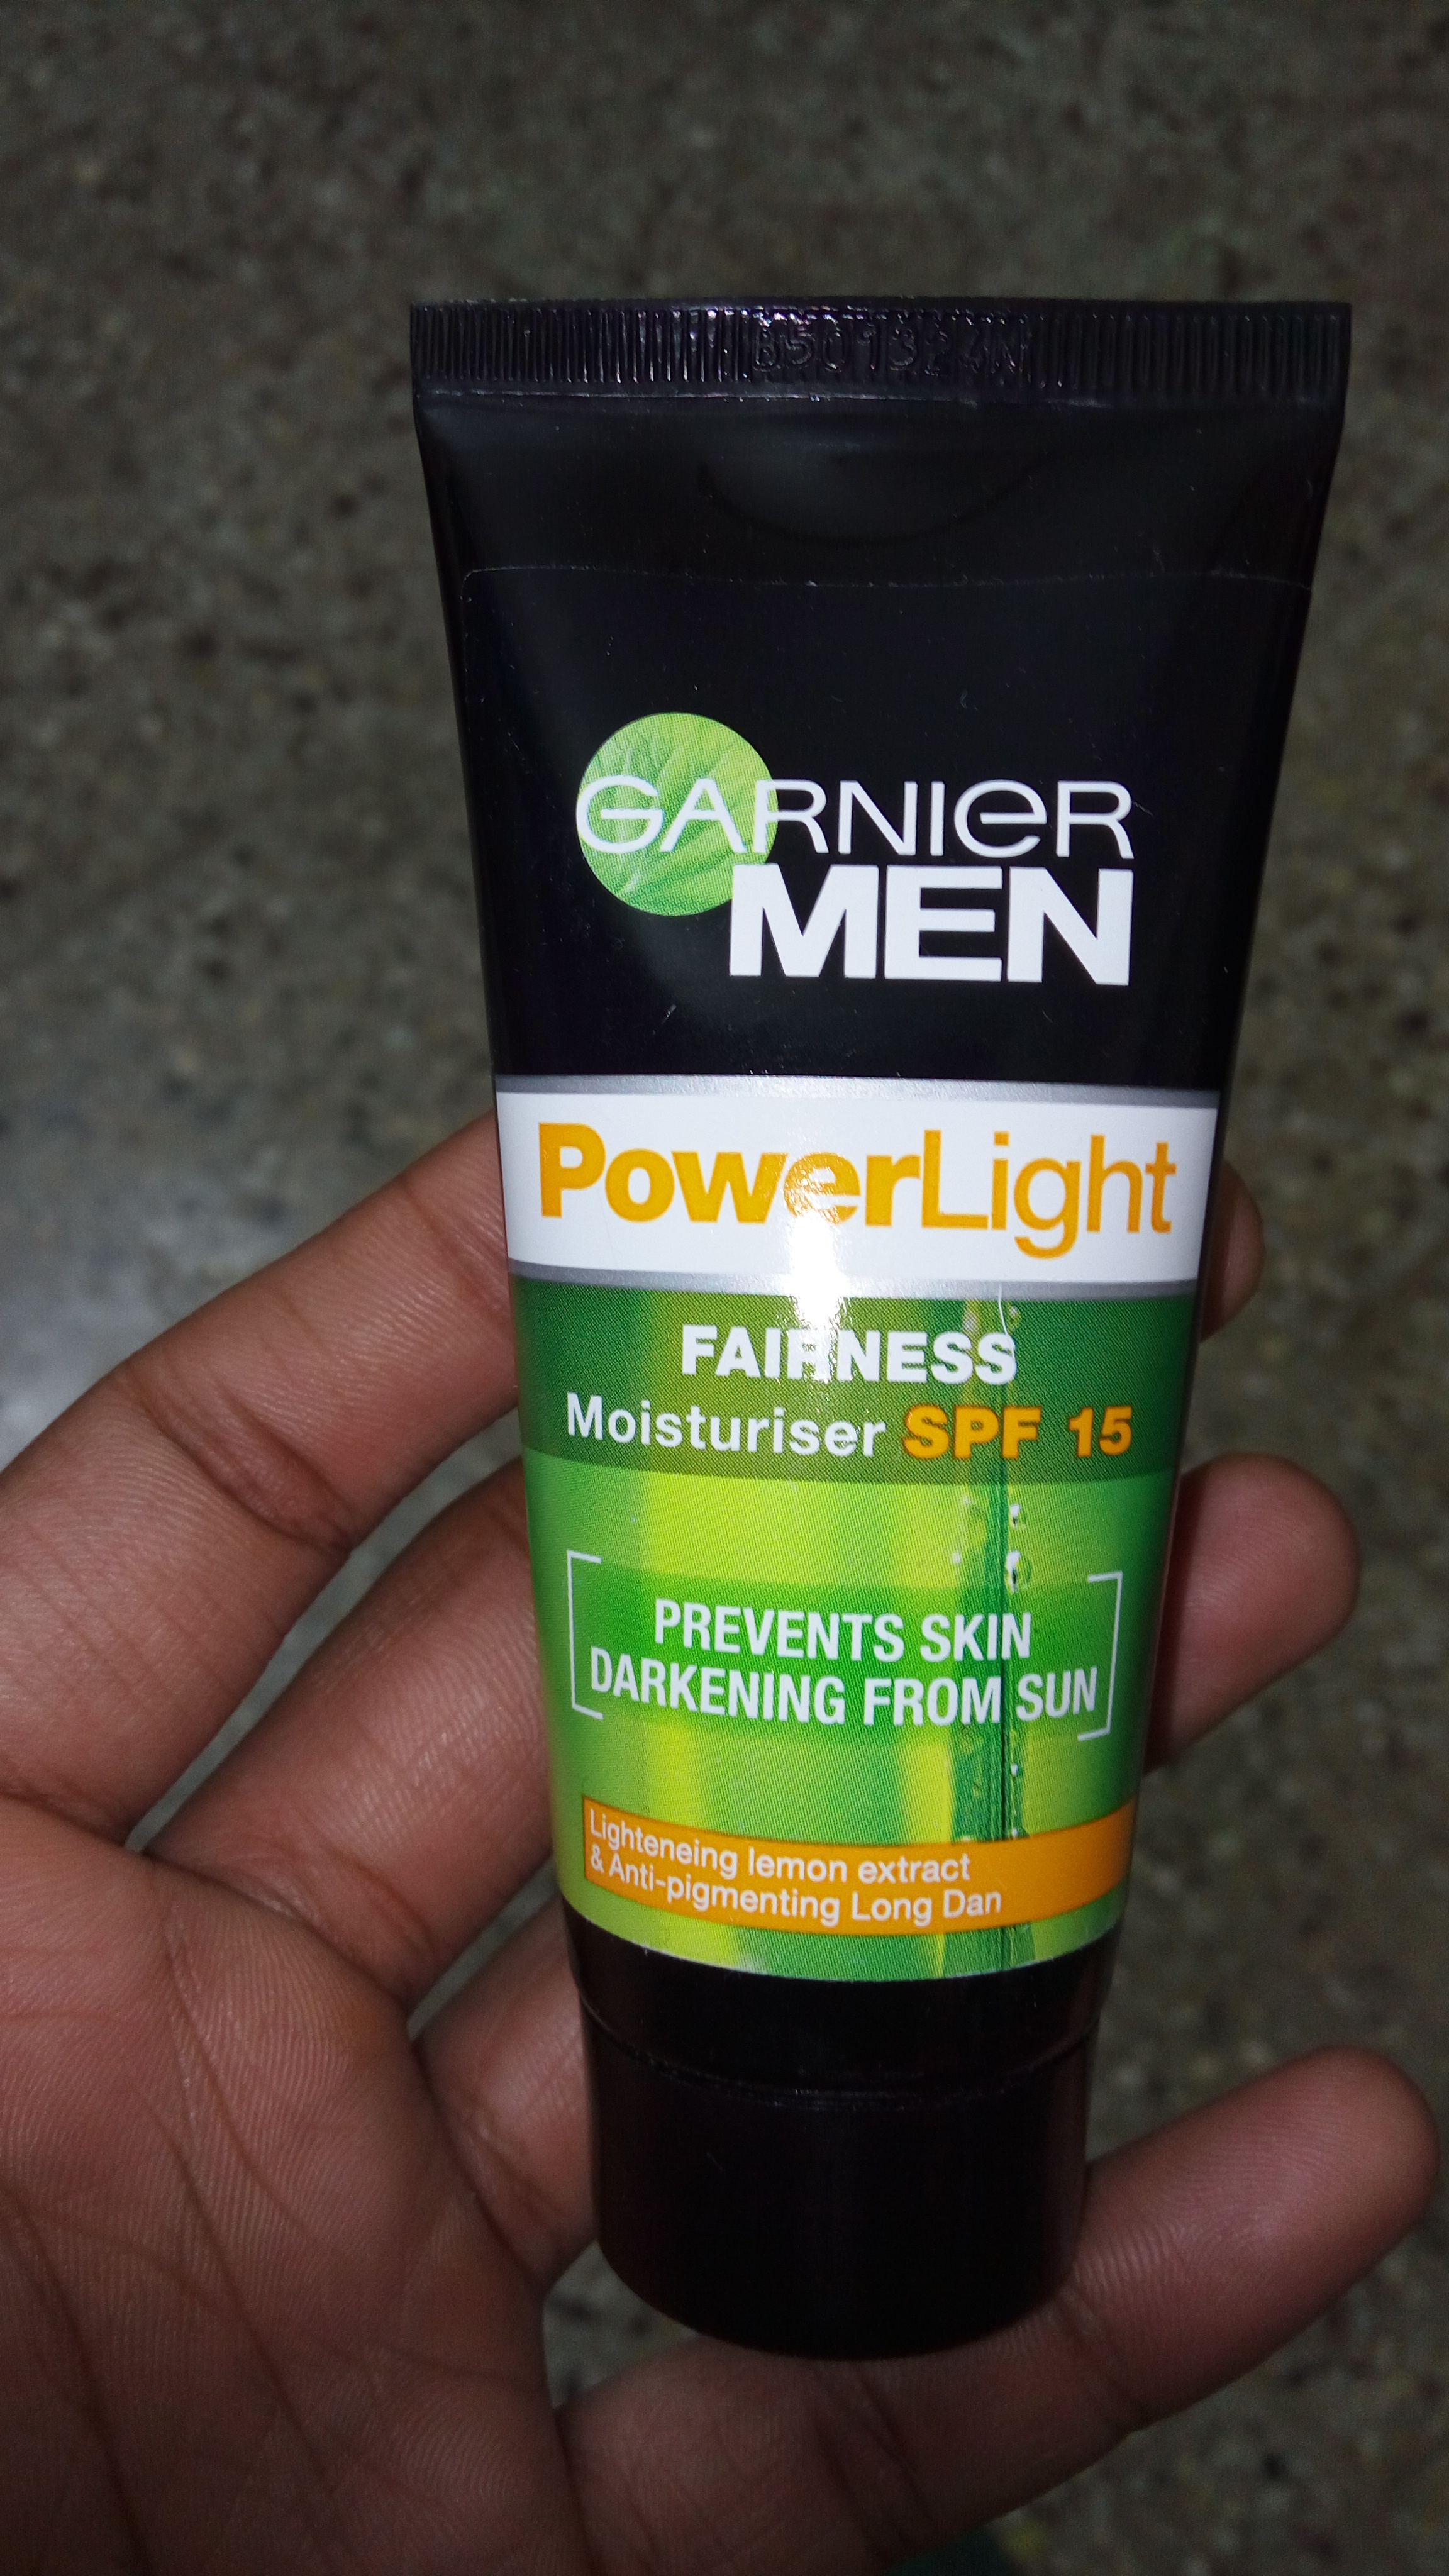 GARNIER
MEN
PowerLight
FAIRNESS
Moisturiser SPF 15
PREVENTS SKIN
DARKENING FROM SUN
Lighteneing lemon extract
& Anti-pigmenting Long Dan